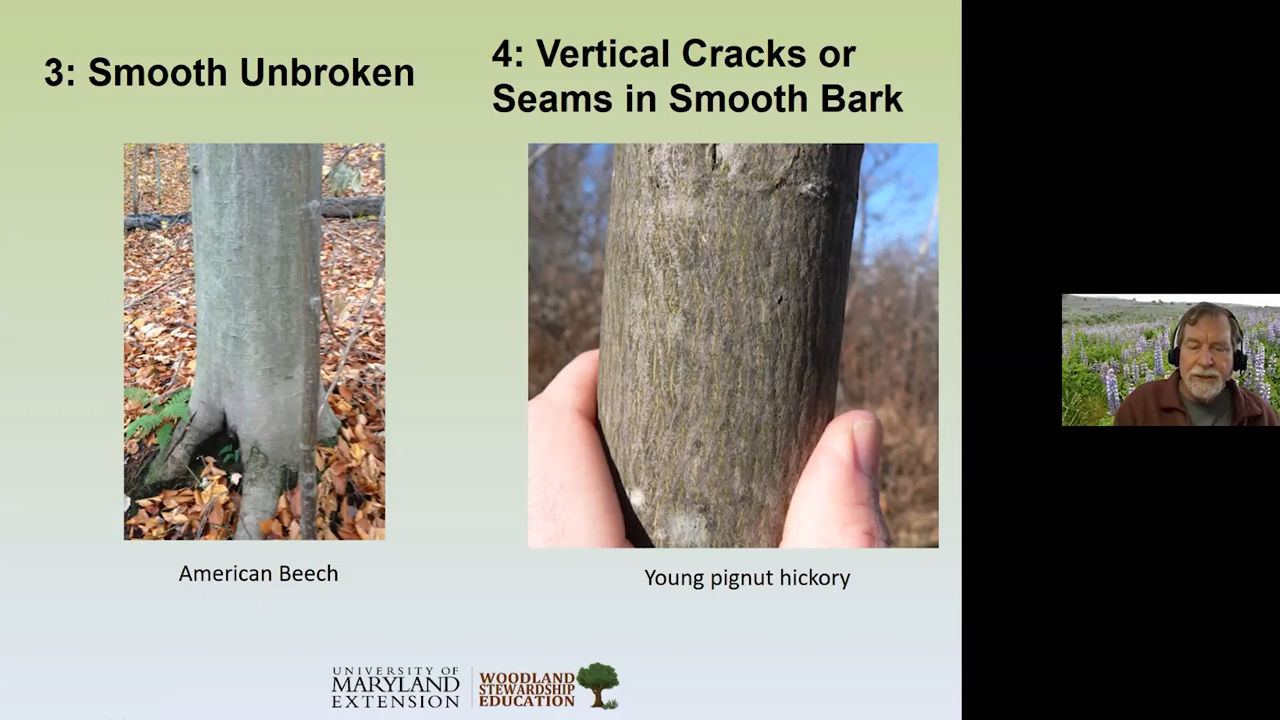 3: Smooth Unbroken
4: Vertical Cracks or
Seams in Smooth Bark
American Beech
Young pignut hickory
UNIVERSITY OF
MARYLAND
EXTENSION
WOODLAND
STEWARDSHIP
EDUCATION